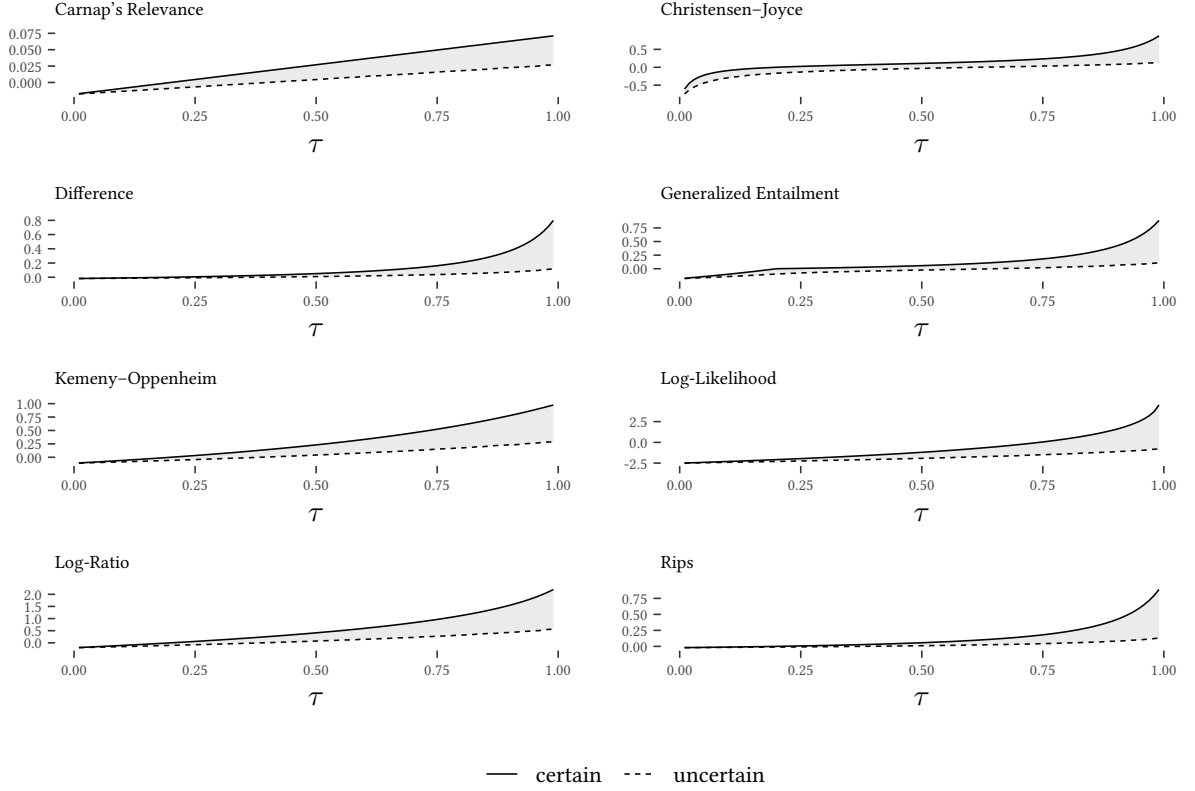 Carnap’s Relevance
0.075
0.050
0.025
0.000
0.00 0.25 0.50 0.75 1.00
τ
Christensen–Joyce
0.5
0.0
-0.5
0.00 0.25 0.50 0.75 1.00
τ
Difference
0.8
0.6
0.4
0.2
0.0
0.00 0.25 0.50 0.75 1.00
τ
Generalized Entailment
0.75
0.50
0.25
0.00
0.00 0.25 0.50 0.75 1.00
τ
Kemeny–Oppenheim
1.00
0.75
0.50
0.25
0.00
0.00 0.25 0.50 0.75 1.00
τ
Log-Likelihood
2.5
0.0
-2.5
0.00 0.25 0.50 0.75 1.00
τ
Log-Ratio
2.0
1.5
1.0
0.5
0.0
0.00 0.25 0.50 0.75 1.00
τ
Rips
0.75
0.50
0.25
0.00
0.00 0.25 0.50 0.75 1.00
τ
certain uncertain